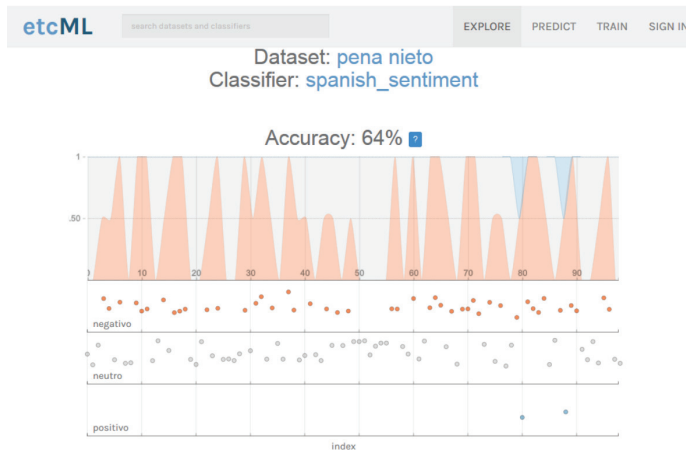 etcML search datasets and classifiers EXPLORE PREDICT TRAIN SIGN IN
Dataset: pena nieto
Classifier: spanish_sentiment
Accuracy: 64% ?
1
.50
0 10 20 30 40 50 60 70 80 90
negativo
neutro
positivo
index